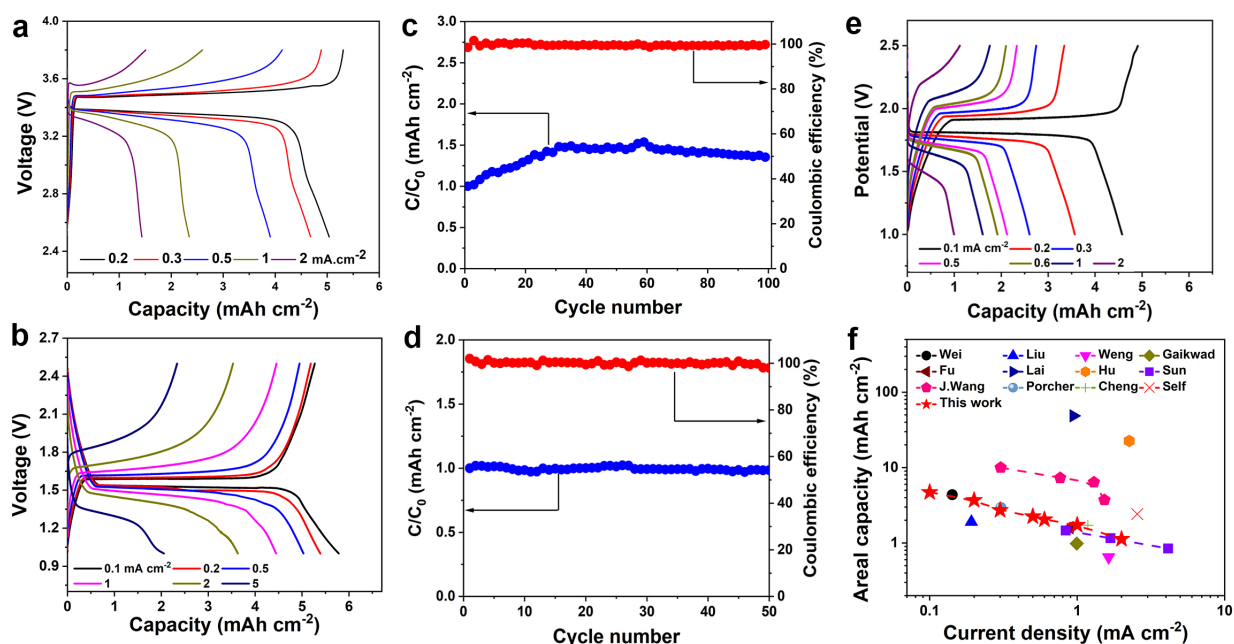 a
4.0
3.6
3.2
2.8
2.4
Voltage (V)
0.2 0.3 0.5 1 2 mA.cm-2
0 1 2 3 4 5 6
Capacity (mAh cm-2)
b
2.7
2.4
2.1
1.8
1.5
1.2
0.9
Voltage (V)
0.1 mA cm-2 0.2 0.5
1 2 5
0 1 2 3 4 5 6
Capacity (mAh cm-2)
c
3.0
2.5
2.0
1.5
1.0
0.5
0.0
C/C0 (mAh cm-2)
100
80
60
40
20
0
Coulombic efficiency (%)
0 20 40 60 80 100
Cycle number
d
2.0
1.5
1.0
0.5
0.0
C/C0 (mAh cm-2)
100
80
60
40
20
0
Coulombic efficiency (%)
0 10 20 30 40 50
Cycle number
e
2.5
2.0
1.5
1.0
Potential (V)
0.1 mA cm-2 0.2 0.3
0.5 0.6 1 2
0 1 2 3 4 5 6
Capacity (mAh cm-2)
f
Wei Liu Weng Gaikwad
Fu Lai Hu Sun
J.Wang Porcher Cheng Self
This work
100
10
1
Areal capacity (mAh cm-2)
0.1 1 10
Current density (mA cm-2)